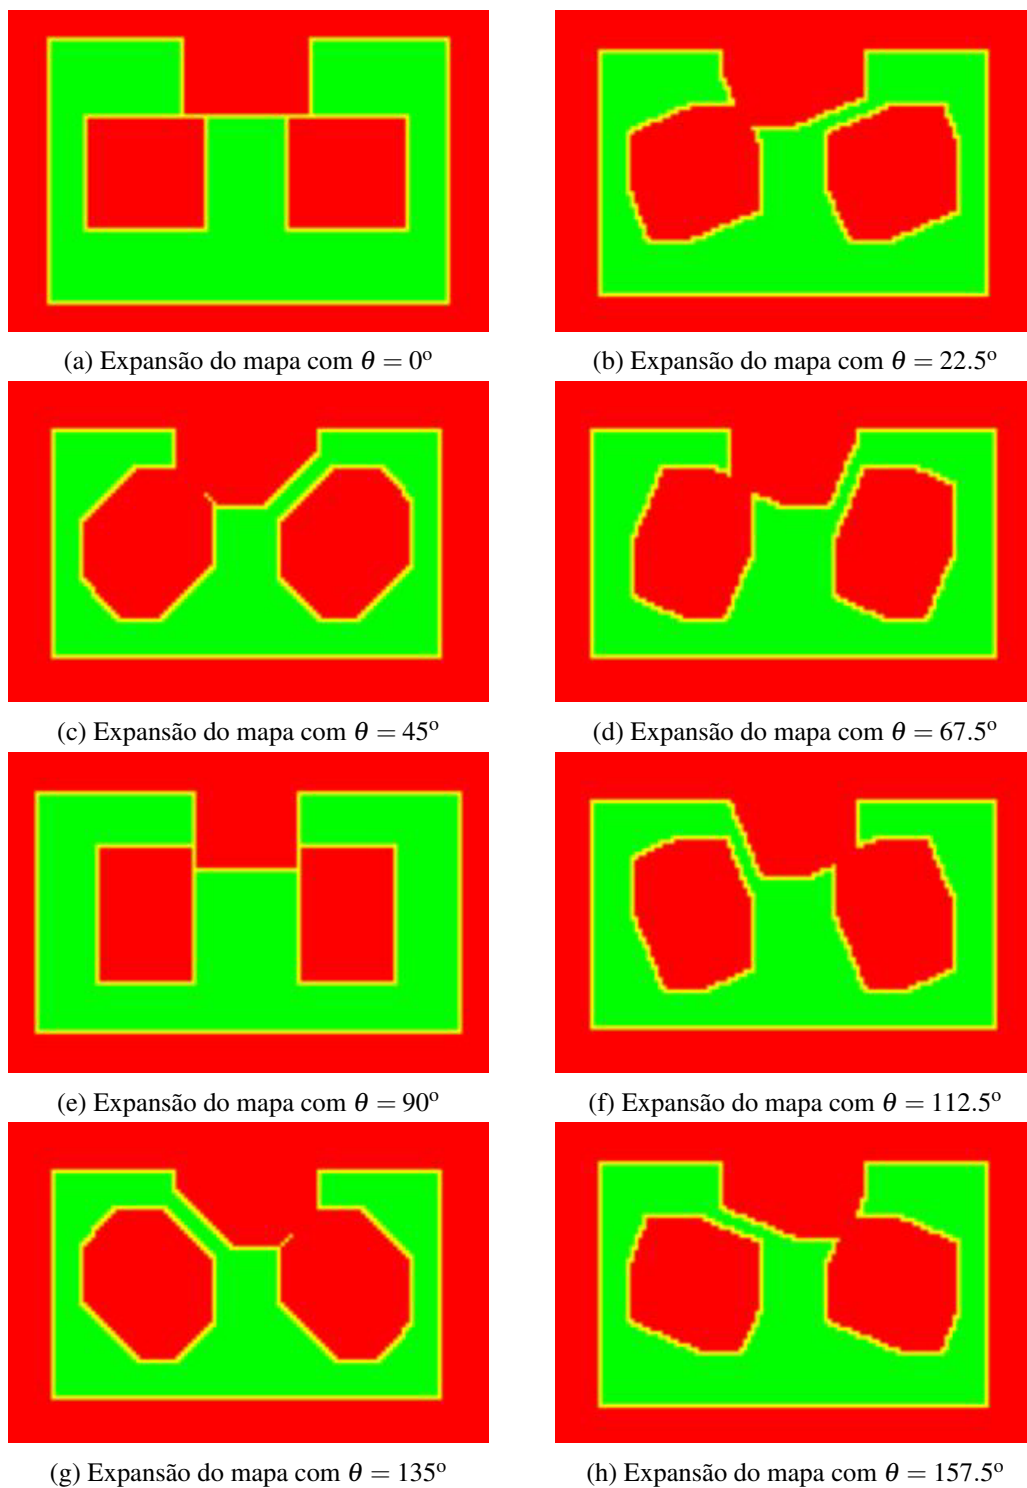 (a) Expansão do mapa com θ = 0º
(b) Expansão do mapa com θ = 22.5º
(c) Expansão do mapa com θ = 45º
(d) Expansão do mapa com θ = 67.5º
(e) Expansão do mapa com θ = 90º
(f) Expansão do mapa com θ = 112.5º
(g) Expansão do mapa com θ = 135º
(h) Expansão do mapa com θ = 157.5º